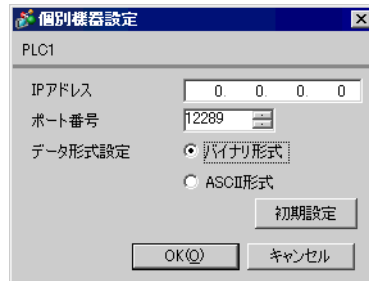 個別機器設定
PLC1
IPアドレス 0. 0. 0. 0
ポート番号 12289
データ形式設定 バイナリ形式
ASCII形式
初期設定
OK(O) キャンセル